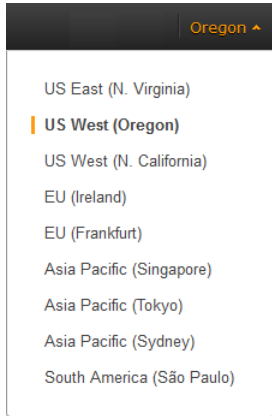 Oregon
US East (N. Virginia)
US West (Oregon)
US West (N. California)
EU (Ireland)
EU (Frankfurt)
Asia Pacific (Singapore)
Asia Pacific (Tokyo)
Asia Pacific (Sydney)
South America (São Paulo)